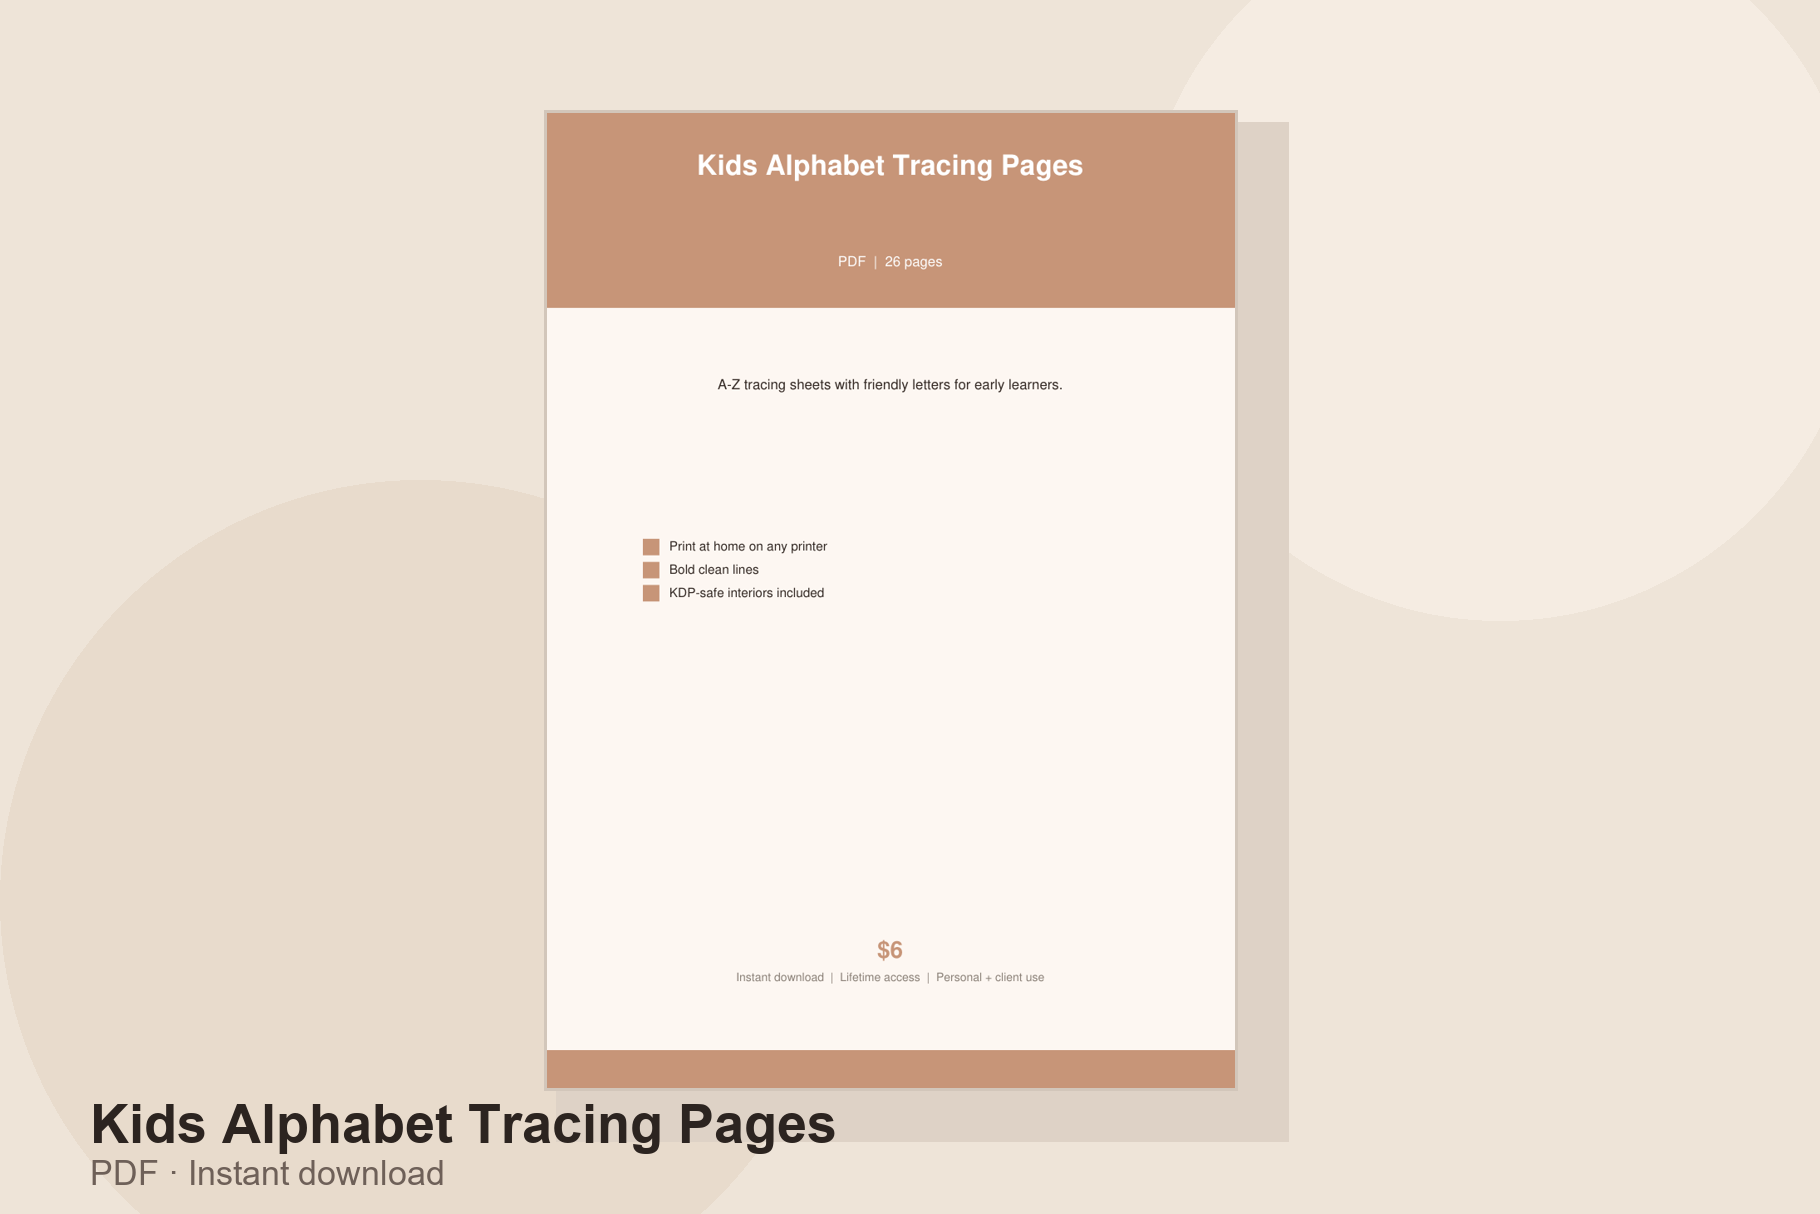 Kids Alphabet Tracing Pages
PDF | 26 pages
A-Z tracing sheets with friendly letters for early learners.
Print at home on any printer
Bold clean lines
KDP-safe interiors included
$6
Instant download | Lifetime access | Personal + client use
Kids Alphabet Tracing Pages
PDF · Instant download